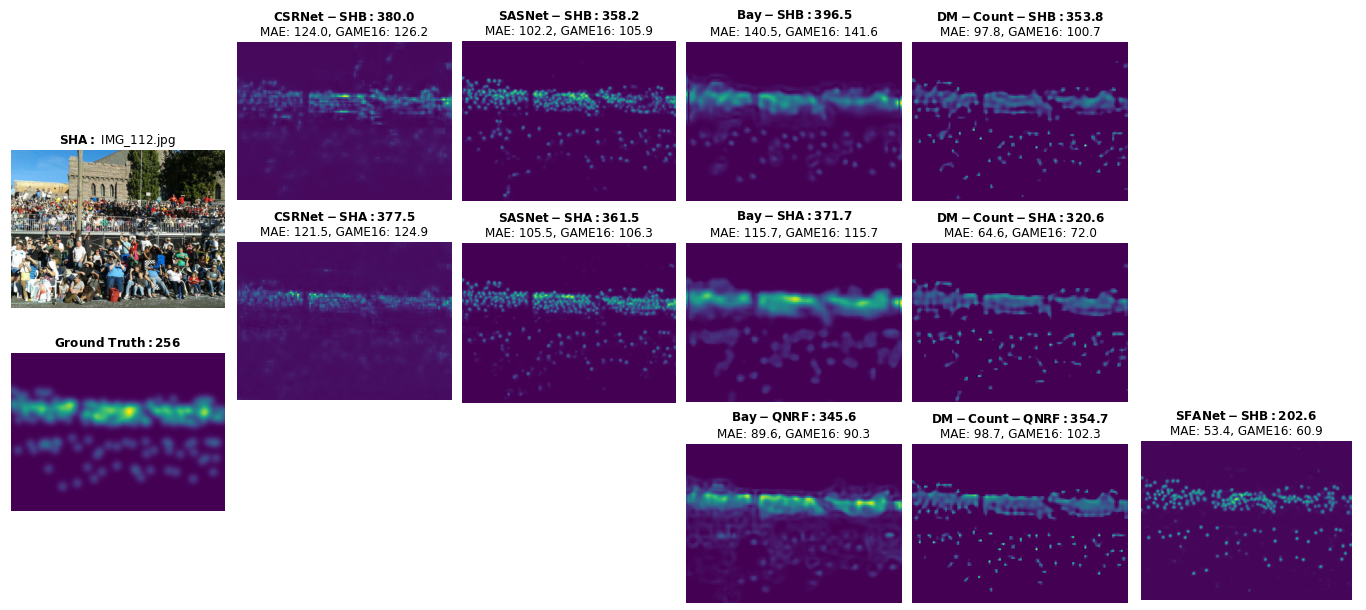 CSRNet − SHB: 380.0
MAE: 124.0, GAME16: 126.2
SASNet − SHB: 358.2
MAE: 102.2, GAME16: 105.9
Bay − SHB: 396.5
MAE: 140.5, GAME16: 141.6
DM − Count − SHB: 353.8
MAE: 97.8, GAME16: 100.7
SHA: IMG_112.jpg
CSRNet − SHA: 377.5
MAE: 121.5, GAME16: 124.9
SASNet − SHA: 361.5
MAE: 105.5, GAME16: 106.3
Bay − SHA: 371.7
MAE: 115.7, GAME16: 115.7
DM − Count − SHA: 320.6
MAE: 64.6, GAME16: 72.0
Ground Truth: 256
Bay − QNRF: 345.6
MAE: 89.6, GAME16: 90.3
DM − Count − QNRF: 354.7
MAE: 98.7, GAME16: 102.3
SFANet − SHB: 202.6
MAE: 53.4, GAME16: 60.9